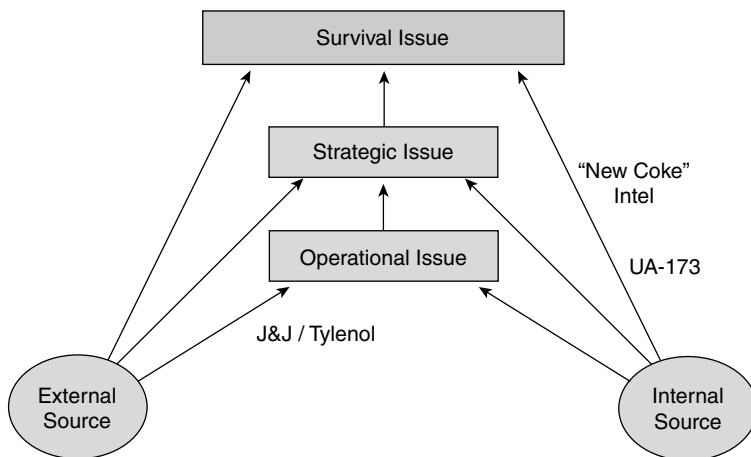 Survival Issue
Strategic Issue
“New Coke”
Intel
Operational Issue
UA-173
J&J / Tylenol
External
Source
Internal
Source